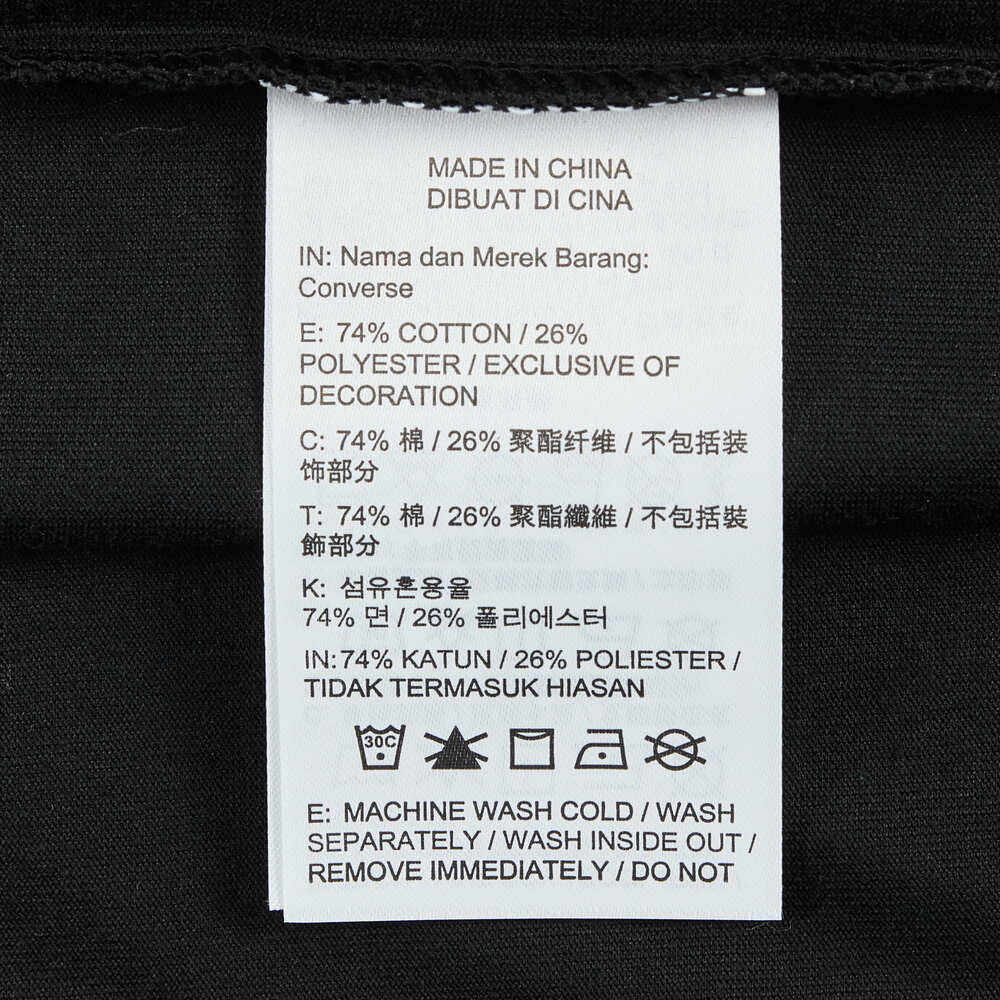 MADE IN CHINA
DIBUAT DI CINA
IN: Nama dan Merek Barang:
Converse
E: 74% COTTON / 26%
POLYESTER / EXCLUSIVE OF
DECORATION
C: 74% 棉 / 26% 聚酯纤维 / 不包括装
饰部分
T: 74% 棉 / 26% 聚酯纖維 / 不包括裝
飾部分
K: 섬유혼용율
74% 면 / 26% 폴리에스터
IN:74% KATUN / 26% POLIESTER /
TIDAK TERMASUK HIASAN
30C
E: MACHINE WASH COLD / WASH
SEPARATELY / WASH INSIDE OUT /
REMOVE IMMEDIATELY / DO NOT